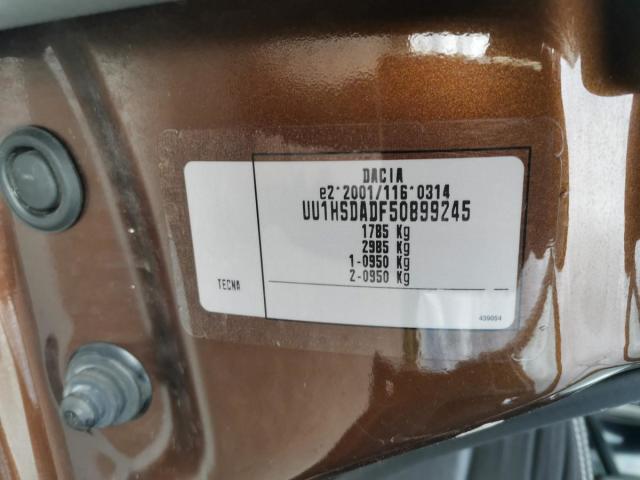 DACIA
e2*2001/116*0314
UU1HSDADF50899245
1785 Kg
2985 Kg
1-0950 Kg
2-0950 Kg
TECNA
439054